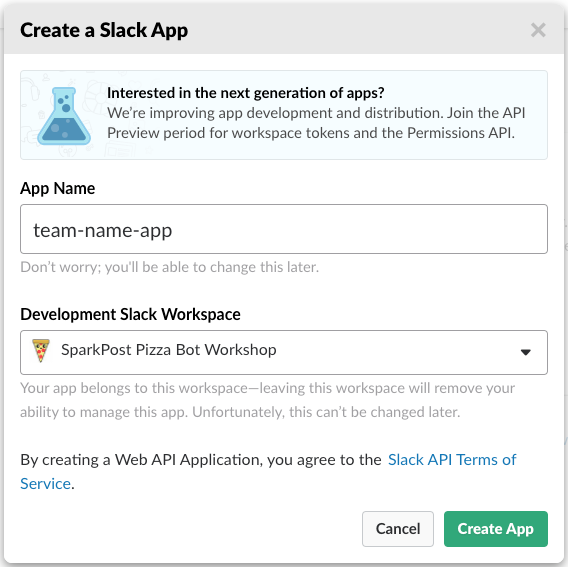 Create a Slack App
Interested in the next generation of apps?
We're improving app development and distribution. Join the API
Preview period for workspace tokens and the Permissions API.
App Name
team-name-app
Don't worry; you'll be able to change this later.
Development Slack Workspace
SparkPost Pizza Bot Workshop
Your app belongs to this workspace—leaving this workspace will remove your
ability to manage this app. Unfortunately, this can't be changed later.
By creating a Web API Application, you agree to the Slack API Terms of
Service.
Cancel
Create App